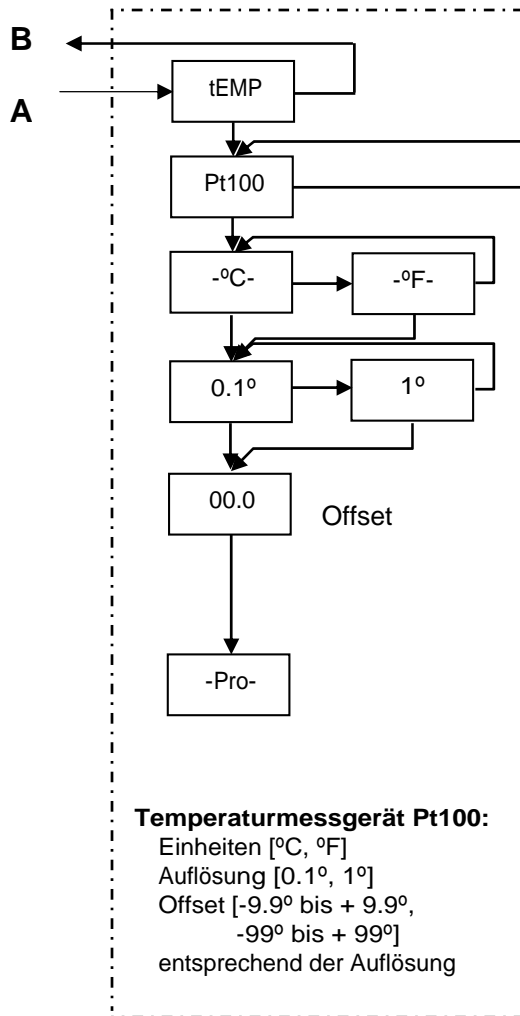 B
A
tEMP
Pt100
-ºC-
-ºF-
0.1º
1º
00.0
Offset
-Pro-
Temperaturmessgerät Pt100:
Einheiten [ºC, ºF]
Auflösung [0.1º, 1º]
Offset [-9.9º bis + 9.9º,
-99º bis + 99º]
entsprechend der Auflösung